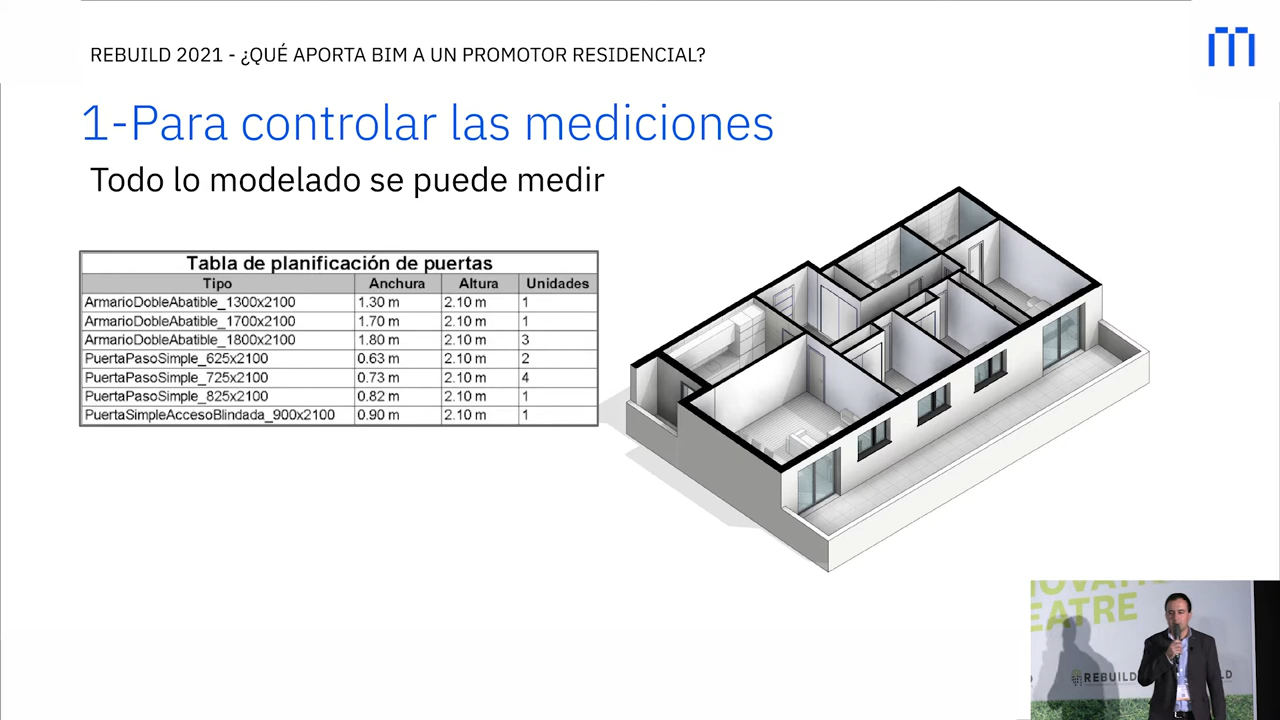 REBUILD 2021 - ¿QUÉ APORTA BIM A UN PROMOTOR RESIDENCIAL?
1-Para controlar las mediciones
Todo lo modelado se puede medir
Tabla de planificación de puertas
Tipo Anchura Altura Unidades
ArmarioDobleAbatible_1300x2100 1.30 m 2.10 m 1
ArmarioDobleAbatible_1700x2100 1.70 m 2.10 m 1
ArmarioDobleAbatible_1800x2100 1.80 m 2.10 m 3
PuertaPasoSimple_625x2100 0.63 m 2.10 m 2
PuertaPasoSimple_725x2100 0.73 m 2.10 m 4
PuertaPasoSimple_825x2100 0.82 m 2.10 m 1
PuertaSimpleAccesoBlindada_900x2100 0.90 m 2.10 m 1
EATRE
REBUILD